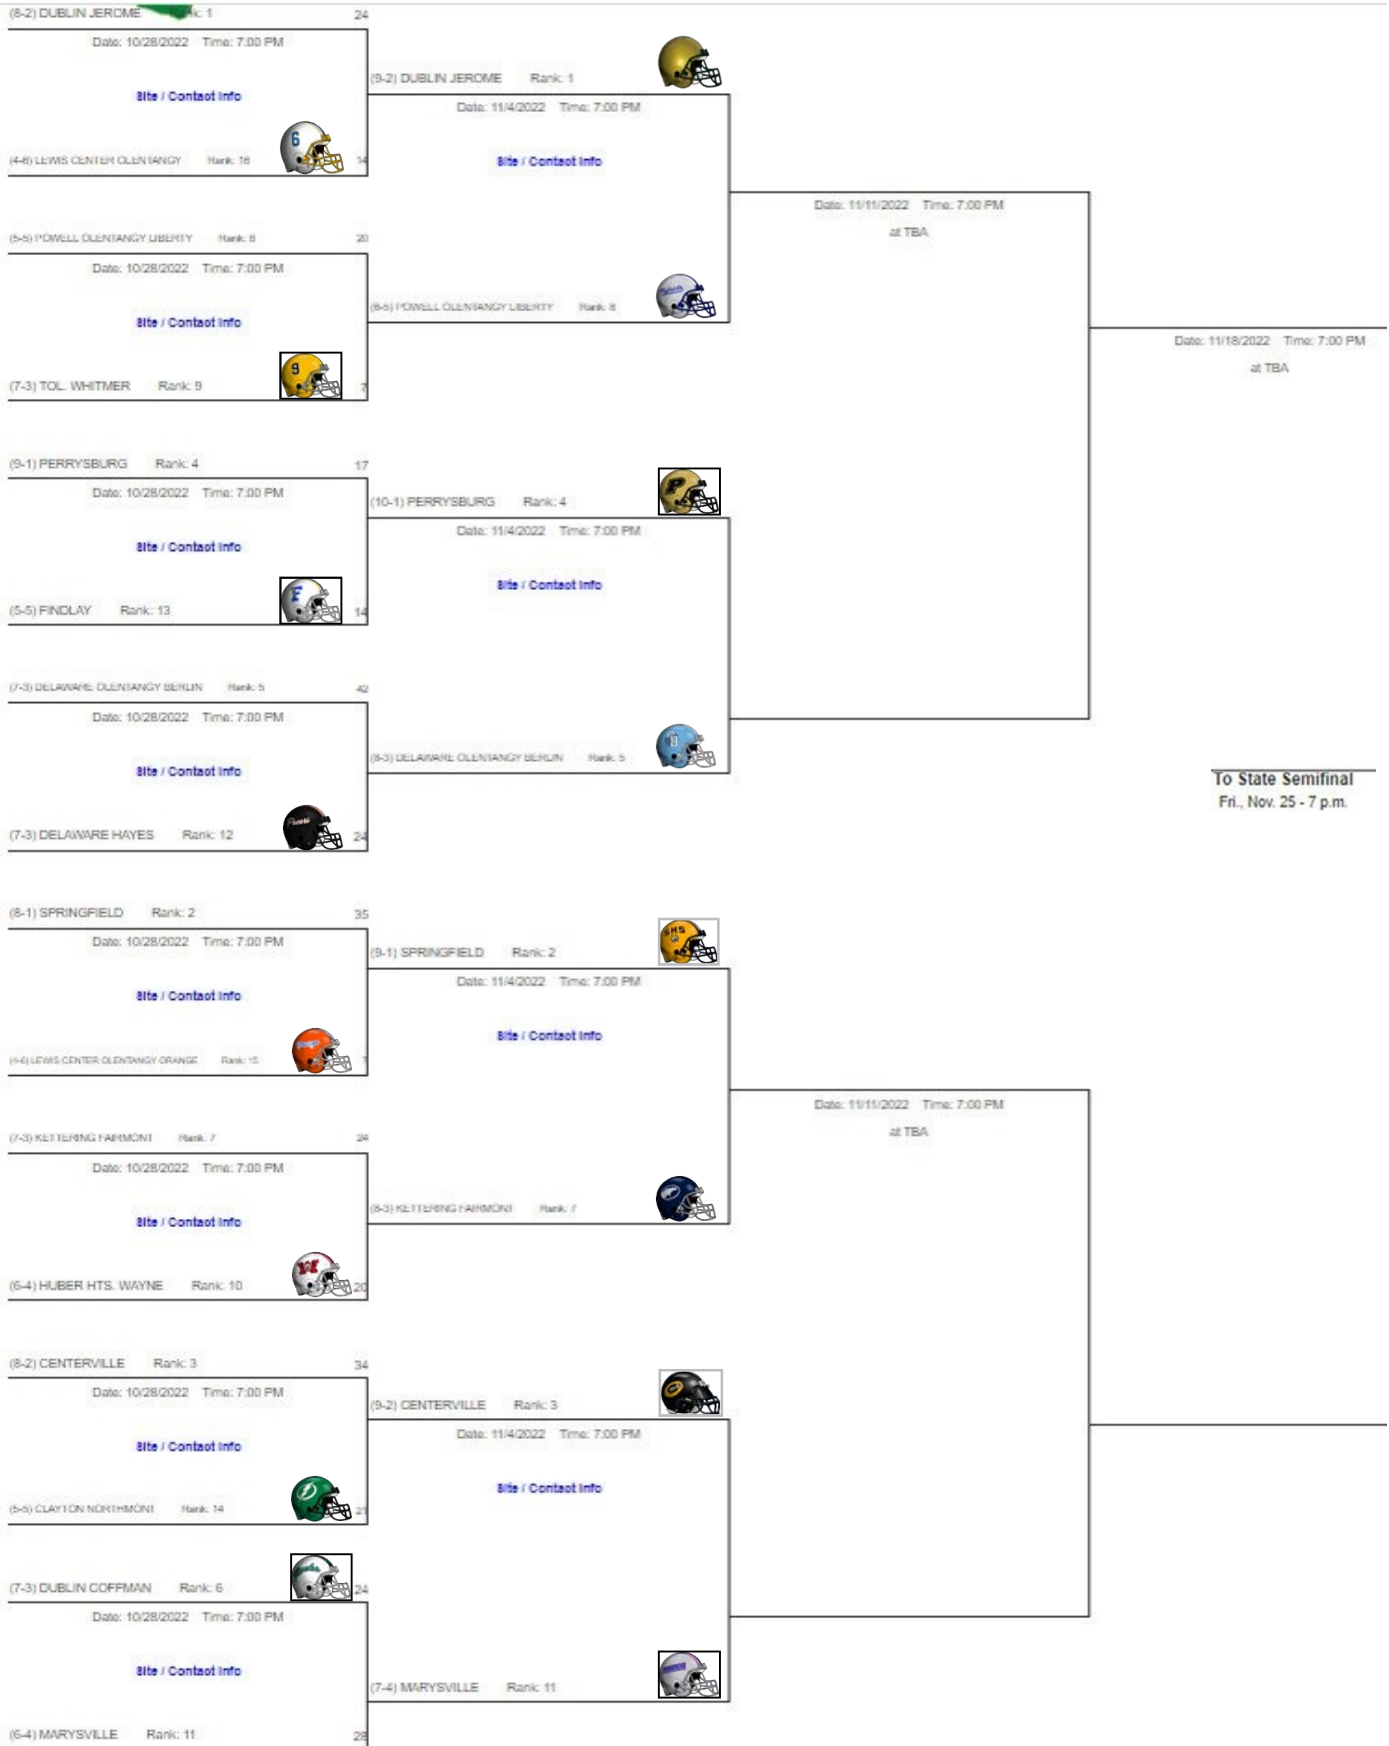 (8-2) DUBLIN JEROME Rank: 1 24
Date: 10/28/2022 Time: 7:00 PM
Site / Contact Info
(4-6) LEWIS CENTER OLENTANGY Rank: 16 14
(5-5) POWELL OLENTANGY LIBERTY Rank: 8 20
Date: 10/28/2022 Time: 7:00 PM
Site / Contact Info
(7-3) TOL. WHITMER Rank: 9 7
(9-1) PERRYSBURG Rank: 4 17
Date: 10/28/2022 Time: 7:00 PM
Site / Contact Info
(5-5) FINDLAY Rank: 13 14
(7-3) DELAWARE OLENTANGY BERLIN Rank: 5 42
Date: 10/28/2022 Time: 7:00 PM
Site / Contact Info
(7-3) DELAWARE HAYES Rank: 12 24
(8-1) SPRINGFIELD Rank: 2 35
Date: 10/28/2022 Time: 7:00 PM
Site / Contact Info
(4-6) LEWIS CENTER OLENTANGY ORANGE Rank: 15 7
(7-3) KETTERING FAIRMONT Rank: 7 24
Date: 10/28/2022 Time: 7:00 PM
Site / Contact Info
(6-4) HUBER HTS. WAYNE Rank: 10 20
(8-2) CENTERVILLE Rank: 3 34
Date: 10/28/2022 Time: 7:00 PM
Site / Contact Info
(5-5) CLAYTON NORTHMONT Rank: 14 21
(7-3) DUBLIN COFFMAN Rank: 6 24
Date: 10/28/2022 Time: 7:00 PM
Site / Contact Info
(6-4) MARYSVILLE Rank: 11 28
(9-2) DUBLIN JEROME Rank: 1
Date: 11/4/2022 Time: 7:00 PM
Site / Contact Info
(6-5) POWELL OLENTANGY LIBERTY Rank: 8
(10-1) PERRYSBURG Rank: 4
Date: 11/4/2022 Time: 7:00 PM
Site / Contact Info
(8-3) DELAWARE OLENTANGY BERLIN Rank: 5
(9-1) SPRINGFIELD Rank: 2
Date: 11/4/2022 Time: 7:00 PM
Site / Contact Info
(8-3) KETTERING FAIRMONT Rank: 7
(9-2) CENTERVILLE Rank: 3
Date: 11/4/2022 Time: 7:00 PM
Site / Contact Info
(7-4) MARYSVILLE Rank: 11
Date: 11/11/2022 Time: 7:00 PM
at TBA
Date: 11/11/2022 Time: 7:00 PM
at TBA
Date: 11/18/2022 Time: 7:00 PM
at TBA
To State Semifinal
Fri., Nov. 25 - 7 p.m.
6
9
F
W
P
B
SHS
C